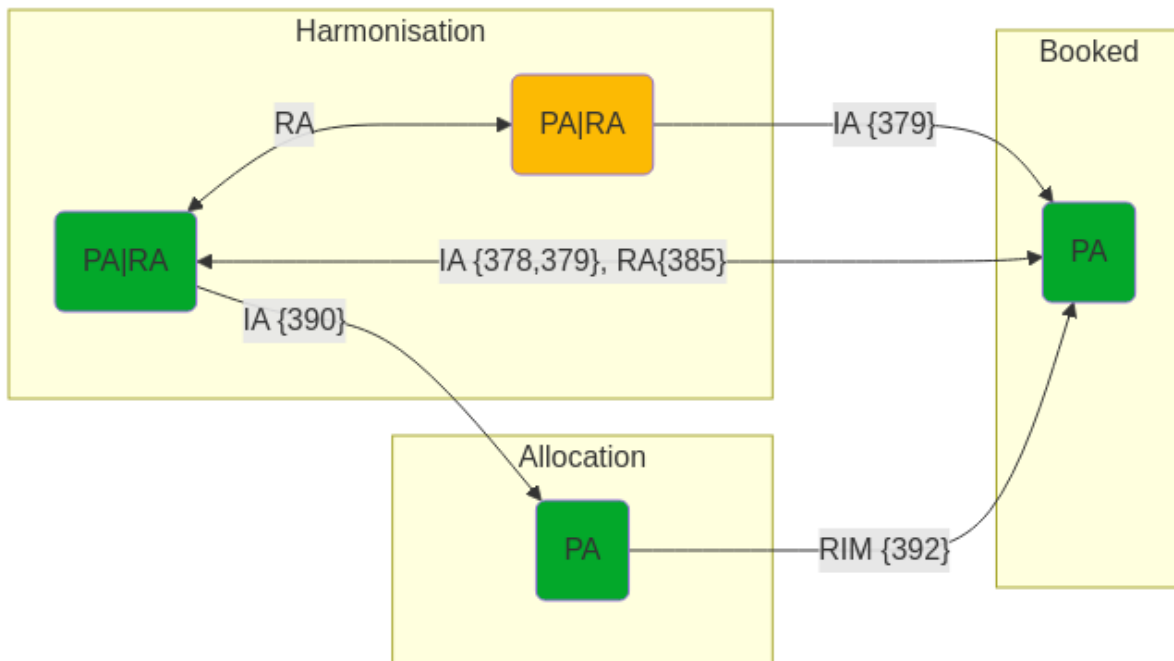 Harmonisation
Booked
RA
PA|RA
IA {379}
PA|RA
IA {378,379}, RA{385}
PA
IA {390}
Allocation
PA
RIM {392}